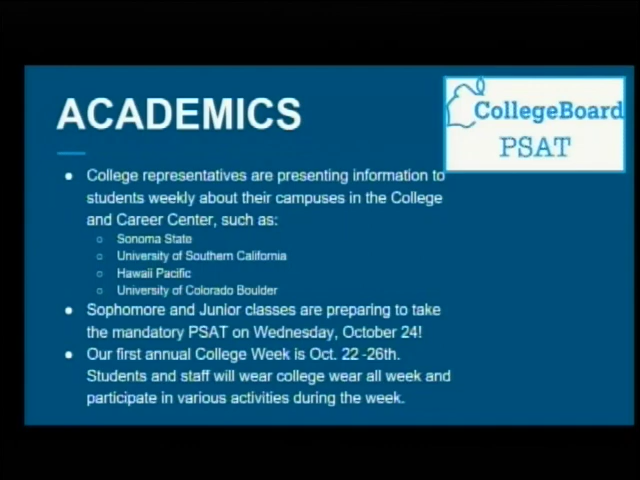 ACADEMICS
CollegeBoard
PSAT
● College representatives are presenting information to
students weekly about their campuses in the College
and Career Center, such as:
○ Sonoma State
○ University of Southern California
○ Hawaii Pacific
○ University of Colorado Boulder
● Sophomore and Junior classes are preparing to take
the mandatory PSAT on Wednesday, October 24!
● Our first annual College Week is Oct. 22 -26th.
Students and staff will wear college wear all week and
participate in various activities during the week.